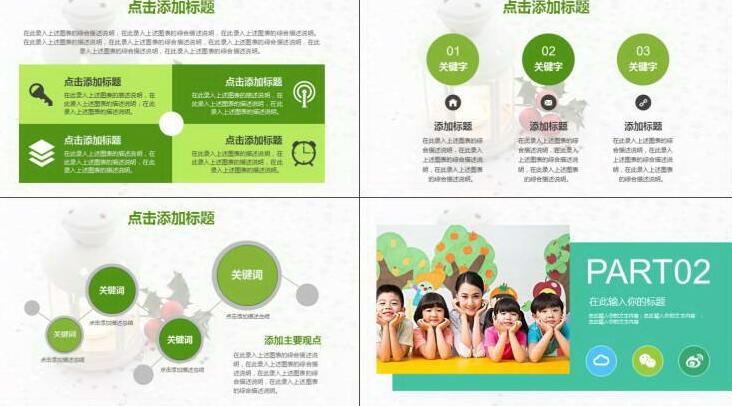 点击添加标题
在此录入上述图表的综合描述说明，在此录入上述图表的综合描述说明，在此录入上述图表的综合描述说明。
在此录入上述图表的综合描述说明，在此录入上述图表的综合描述说明，在此录入上述图表的综合描述说明，在此
录入上述图表的综合描述说明，在此录入上述图表的综合描述说明。
点击添加标题
在此录入上述图表的描述说明，在
此录入上述图表的描述说明，在此
录入上述图表的描述说明。
点击添加标题
在此录入上述图表的描述说明，在
此录入上述图表的描述说明，在此
录入上述图表的描述说明。
点击添加标题
在此录入上述图表的描述说明，在
此录入上述图表的描述说明，在此
录入上述图表的描述说明。
点击添加标题
在此录入上述图表的描述说明，在
此录入上述图表的描述说明，在此
录入上述图表的描述说明。
点击添加标题
01
关键字
02
关键字
03
关键字
添加标题
在此录入上述图表的综
合描述说明，在此录入
上述图表的综合描述说
明，在此录入上述图表
的综合描述说明。
添加标题
在此录入上述图表的综
合描述说明，在此录入
上述图表的综合描述说
明，在此录入上述图表
的综合描述说明。
添加标题
在此录入上述图表的综
合描述说明，在此录入
上述图表的综合描述说
明，在此录入上述图表
的综合描述说明。
点击添加标题
关键词
点击添加描述总结
关键词
点击添加描述总结
关键词
点击添加描述总结
关键词
点击添加描述总结
添加主要观点
在此录入上述图表的综合描述说
明，在此录入上述图表的综合描
述说明，在此录入上述图表的综
合描述说明，在此录入上述图表
的综合描述说明。
PART02
在此输入你的标题
在此输入你的文本内容；在此输入你的文本内容；
在此输入你的文本内容